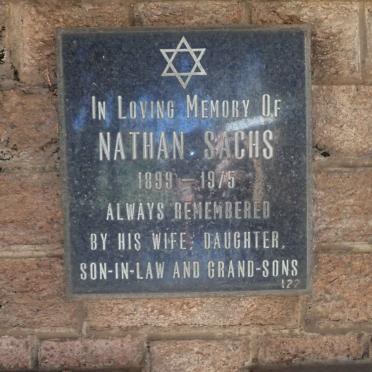 In Loving Memory Of
NATHAN SACHS
1899 – 1975
ALWAYS REMEMBERED
BY HIS WIFE, DAUGHTER,
SON-IN-LAW AND GRAND-SONS